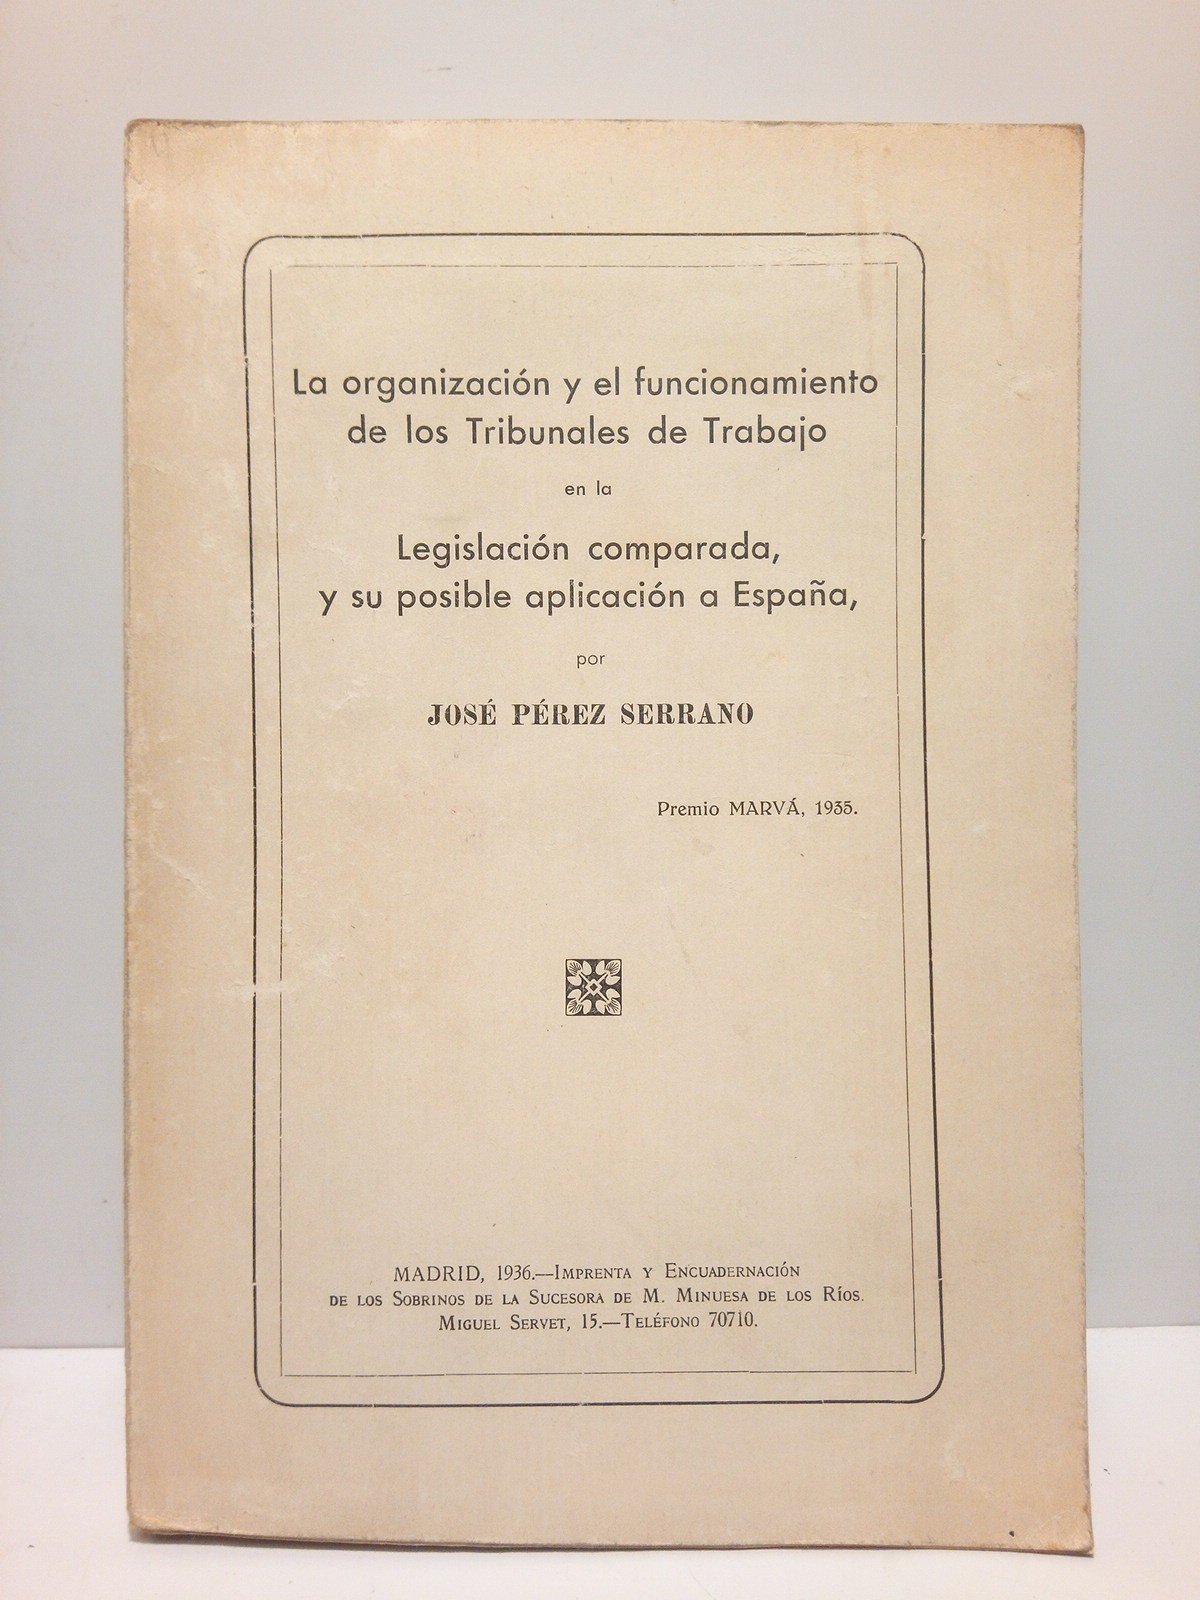 La organización y el funcionamiento
de los Tribunales de Trabajo
en la
Legislación comparada,
y su posible aplicación a España,
por
JOSÉ PÉREZ SERRANO
Premio MARVÁ, 1935.
MADRID, 1936.—IMPRENTA Y ENCUADERNACIÓN
DE LOS SOBRINOS DE LA SUCESORA DE M. MINUESA DE LOS RÍOS.
MIGUEL SERVET, 15.—TELÉFONO 70710.